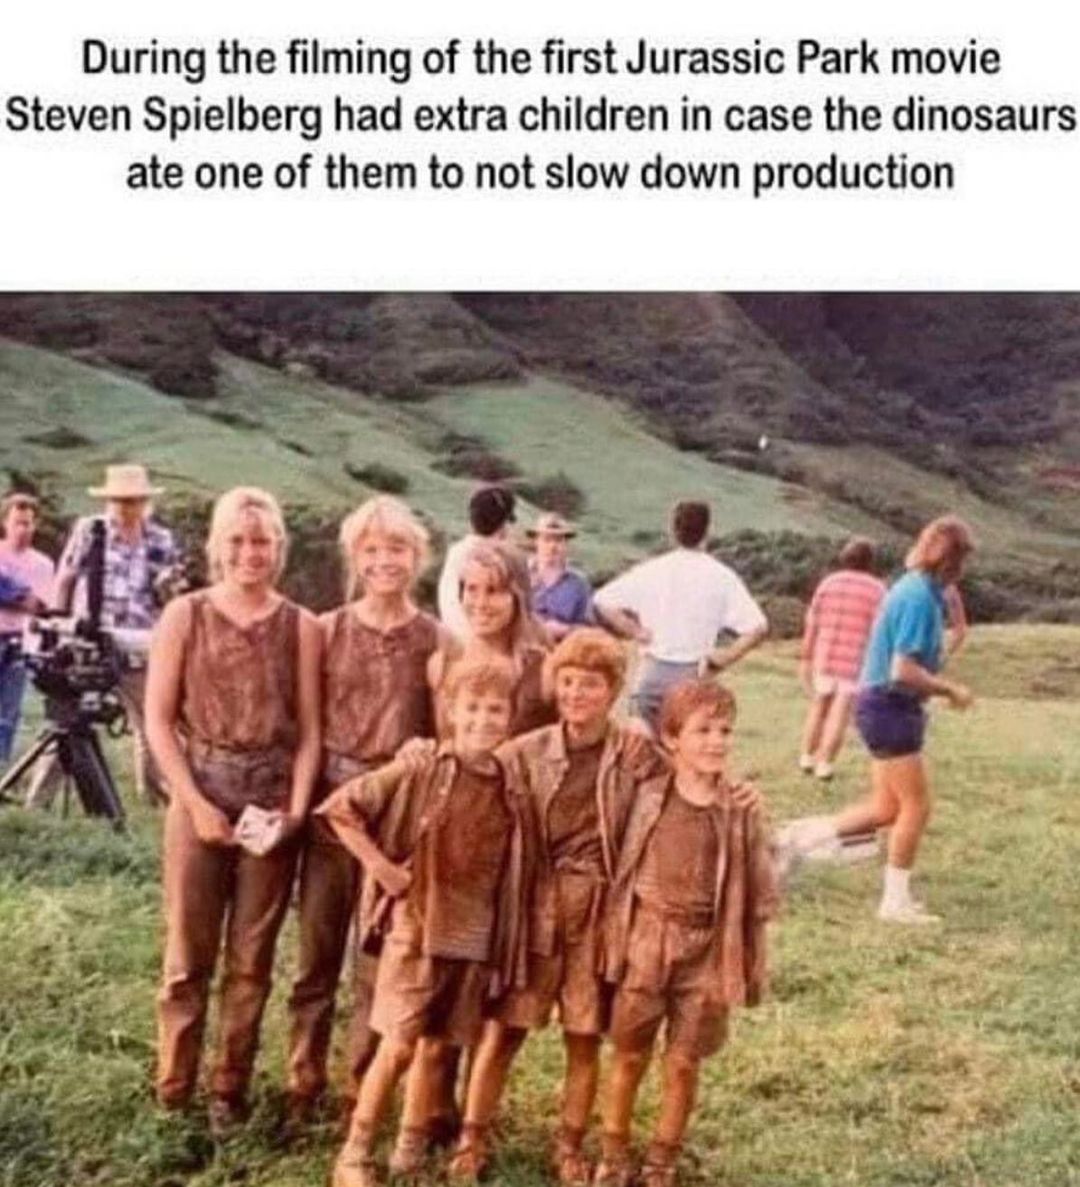 During the filming of the first Jurassic Park movie
Steven Spielberg had extra children in case the dinosaurs
ate one of them to not slow down production